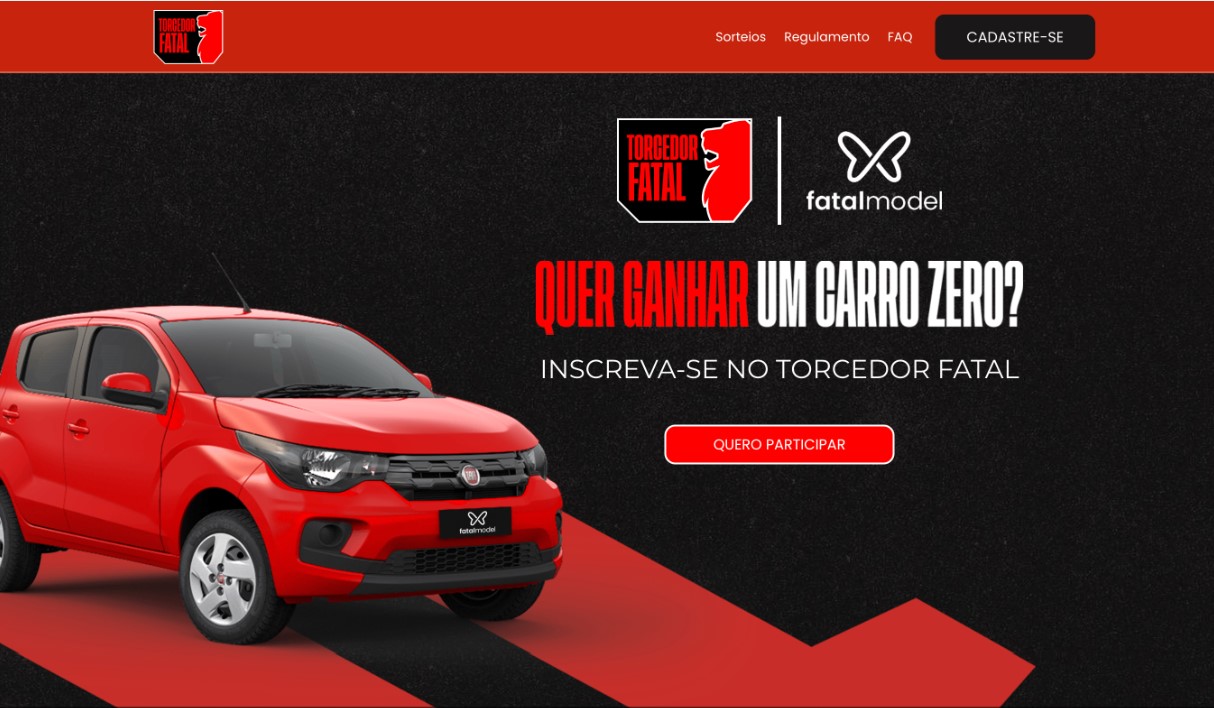 TORCEDOR
FATAL
Sorteios
Regulamento
FAQ
CADASTRE-SE
TORCEDOR
FATAL
fatalmodel
QUER GANHAR UM CARRO ZERO?
INSCREVA-SE NO TORCEDOR FATAL
QUERO PARTICIPAR
FIAT
fatalmodel